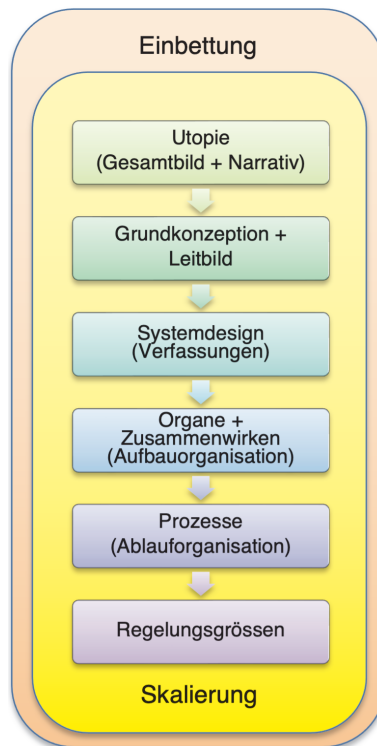 Einbettung
Utopie
(Gesamtbild + Narrativ)
Grundkonzeption +
Leitbild
Systemdesign
(Verfassungen)
Organe +
Zusammenwirken
(Aufbauorganisation)
Prozesse
(Ablauforganisation)
Regelungsgrössen
Skalierung